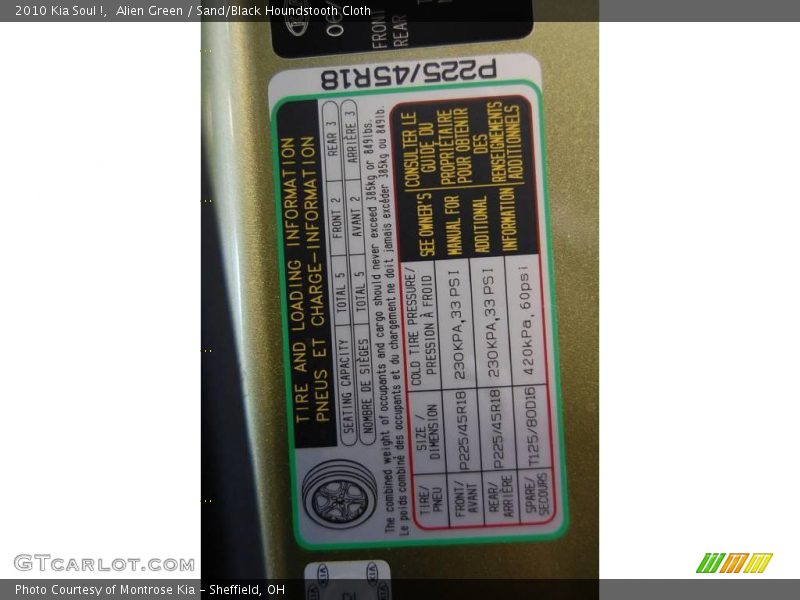 2010 Kia Soul !,  Alien Green / Sand/Black Houndstooth Cloth
06/
FRONT
REAR
P225/45R18
TIRE AND LOADING INFORMATION
PNEUS ET CHARGE-INFORMATION
SEATING CAPACITY TOTAL 5 FRONT 2 REAR 3
NOMBRE DE SIÈGES TOTAL 5 AVANT 2 ARRIÈRE 3
The combined weight of occupants and cargo should never exceed 385kg or 849lbs.
Le poids combiné des occupants et du chargement ne doit jamais excéder 385kg ou 849lb.
TIRE/
PNEU
SIZE /
DIMENSION
COLD TIRE PRESSURE/
PRESSION À FROID
FRONT/
AVANT
P225/45R18 230KPA,33PSI
REAR/
ARRIÈRE
P225/45R18 230KPA,33PSI
SPARE/
SECOURS
T125/80D16 420kPa, 60psi
SEE OWNER'S
MANUAL FOR
ADDITIONAL
INFORMATION
CONSULTER LE
GUIDE DU
PROPRIÉTAIRE
POUR OBTENIR
DES
RENSEIGNEMENTS
ADDITIONNELS
KIA
KIA
GTcarlot.com
Photo Courtesy of Montrose Kia – Sheffield, OH